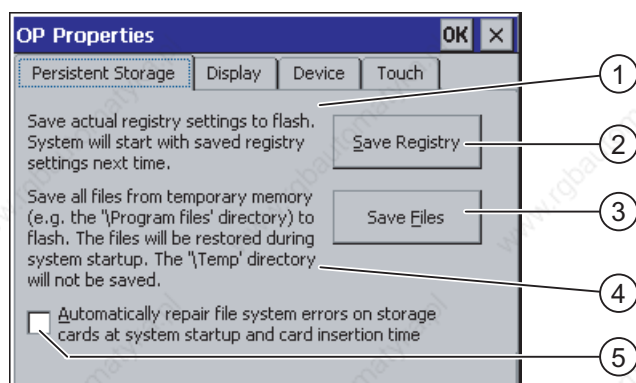 OP Properties OK ×
Persistent Storage Display Device Touch
1
Save actual registry settings to flash.
System will start with saved registry
settings next time.
Save Registry
2
Save all files from temporary memory
(e.g. the '\Program files' directory) to
flash. The files will be restored during
system startup. The "\Temp' directory
will not be saved.
Save Files
3
4
Automatically repair file system errors on storage
cards at system startup and card insertion time
5